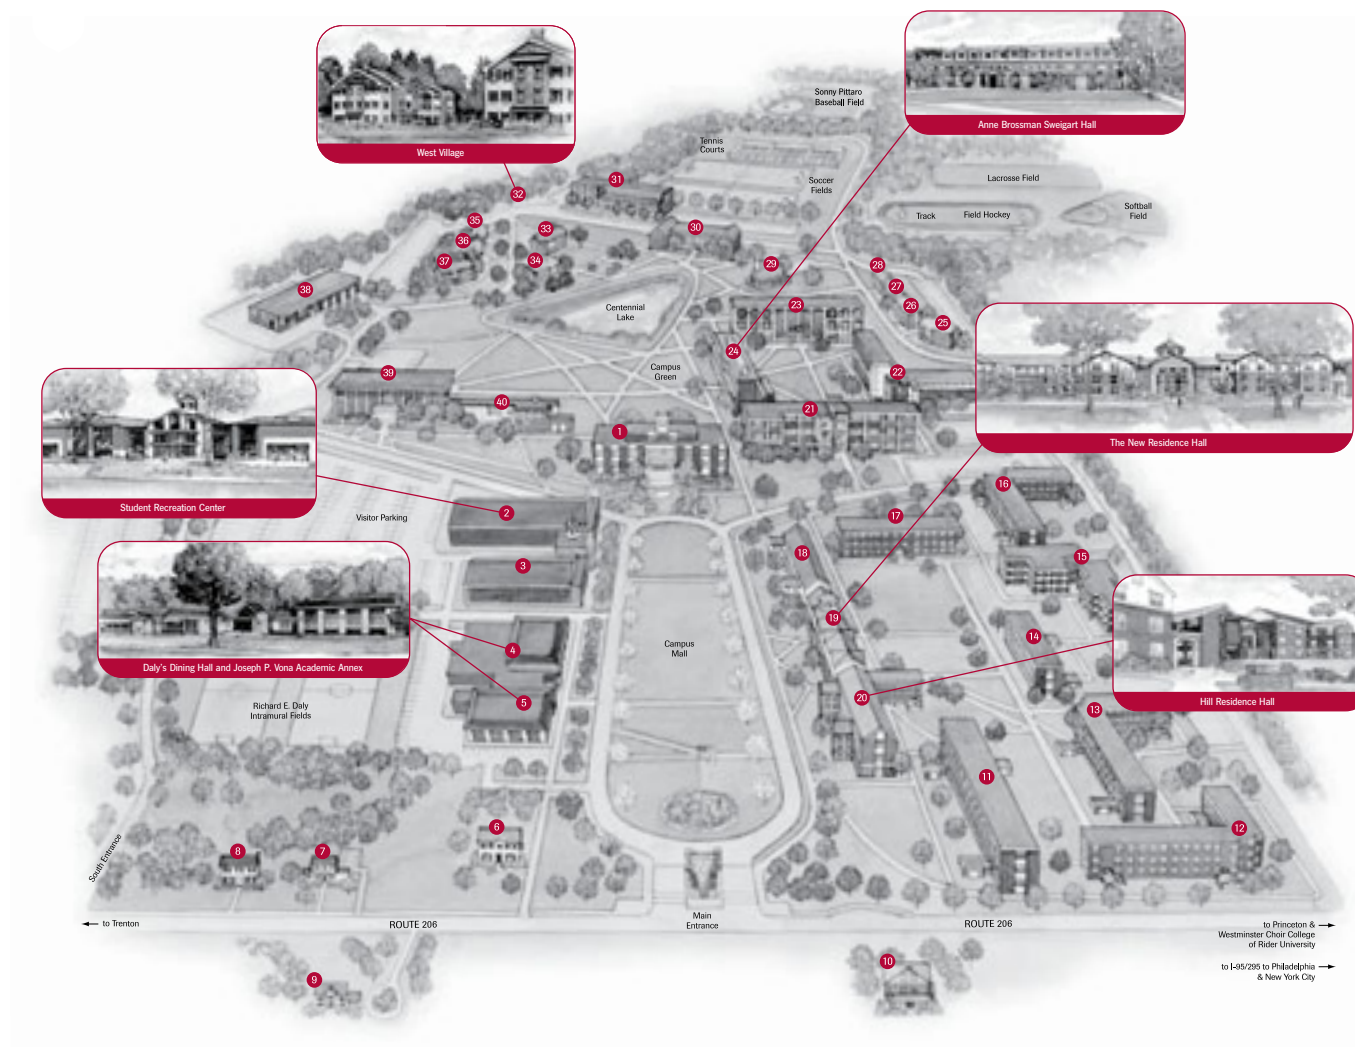 Sonny Pittaro
Baseball Field
Anne Brossman Sweigart Hall
West Village
Tennis
Courts
Soccer
Fields
Lacrosse Field
Track
Field Hockey
Softball
Field
31
32
35
33
30
36
37
34
29
28
38
27
26
25
Centennial
Lake
23
24
Campus
Green
22
39
40
21
1
The New Residence Hall
Student Recreation Center
Visitor Parking
2
17
16
3
18
15
19
14
4
Campus
Mall
Daly's Dining Hall and Joseph P. Vona Academic Annex
5
20
Hill Residence Hall
Richard E. Daly
Intramural Fields
13
11
12
6
7
8
South Entrance
to Trenton
ROUTE 206
Main
Entrance
ROUTE 206
to Princeton &
Westminster Choir College
of Rider University
to I-95/295 to Philadelphia
& New York City
9
10